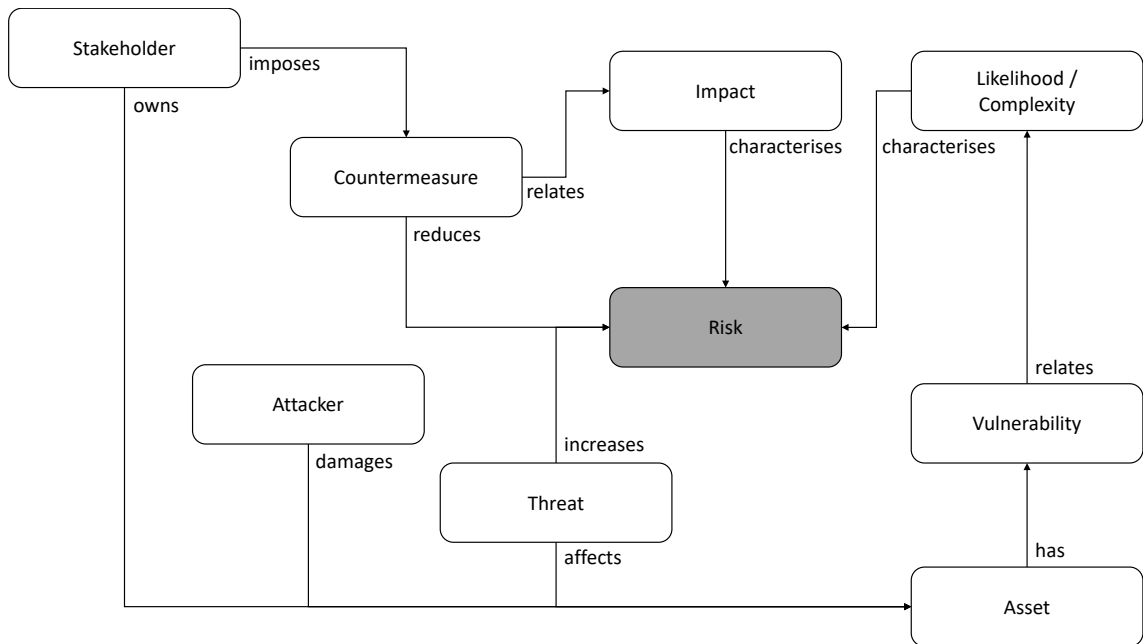 Stakeholder
imposes
owns
Impact
Likelihood /
Complexity
characterises
characterises
Countermeasure
relates
reduces
Risk
Attacker
damages
relates
Vulnerability
increases
Threat
affects
has
Asset